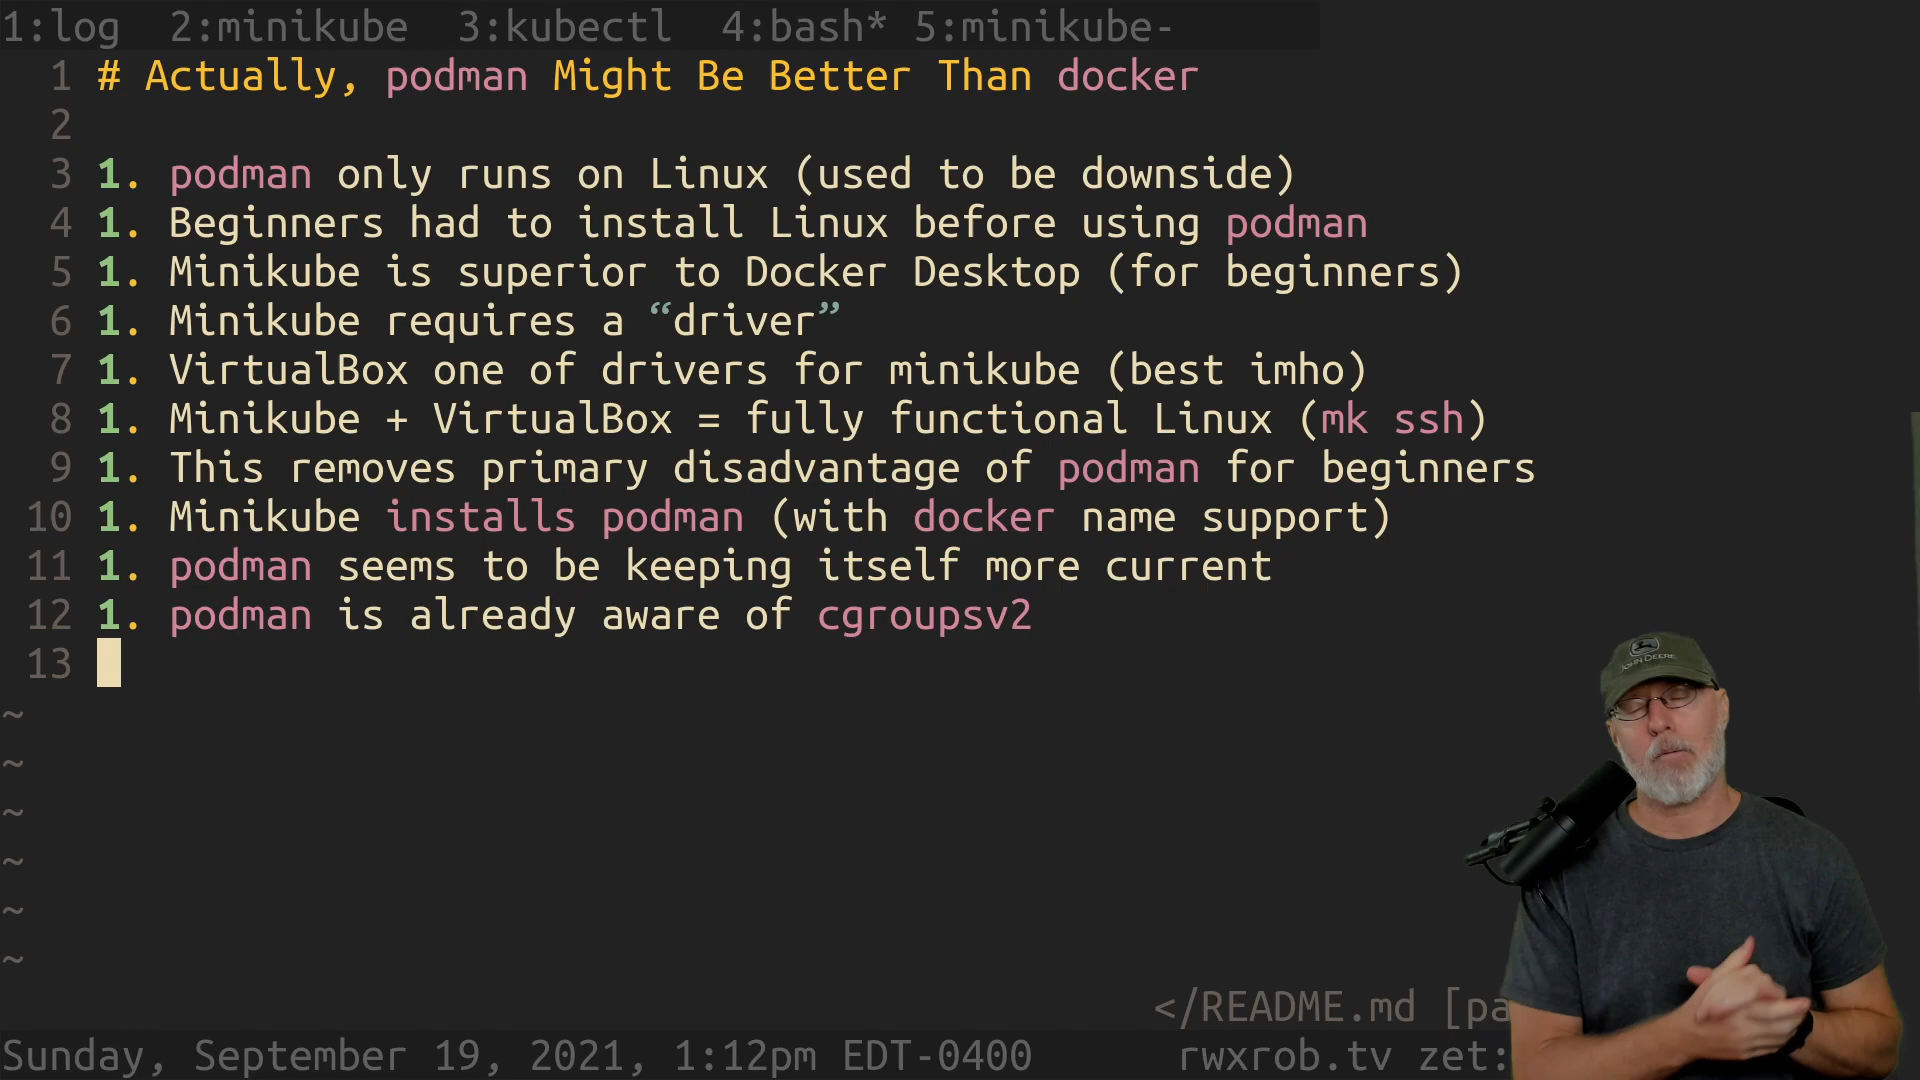 1:log 2:minikube 3:kubectl 4:bash* 5:minikube-
1 # Actually, podman Might Be Better Than docker
2
3 1. podman only runs on Linux (used to be downside)
4 1. Beginners had to install Linux before using podman
5 1. Minikube is superior to Docker Desktop (for beginners)
6 1. Minikube requires a “driver”
7 1. VirtualBox one of drivers for minikube (best imho)
8 1. Minikube + VirtualBox = fully functional Linux (mk ssh)
9 1. This removes primary disadvantage of podman for beginners
10 1. Minikube installs podman (with docker name support)
11 1. podman seems to be keeping itself more current
12 1. podman is already aware of cgroupsv2
13
~
~
~
~
~
~
JOHN DEERE
</README.md [pa
Sunday, September 19, 2021, 1:12pm EDT-0400 rwxrob.tv zet: